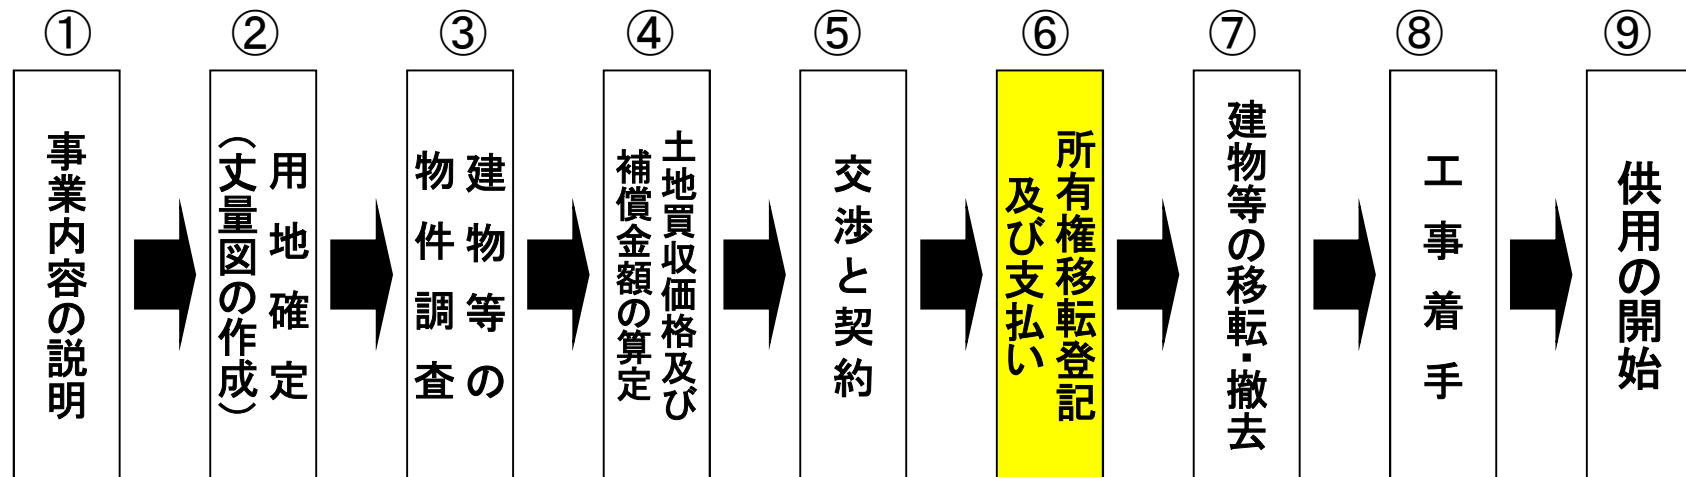 ①
事業内容の説明
②
用地確定
（丈量図の作成）
③
建物等の
物件調査
④
土地買収価格及び
補償金額の算定
⑤
交渉と契約
⑥
所有権移転登記
及び支払い
⑦
建物等の移転・撤去
⑧
工事着手
⑨
供用の開始